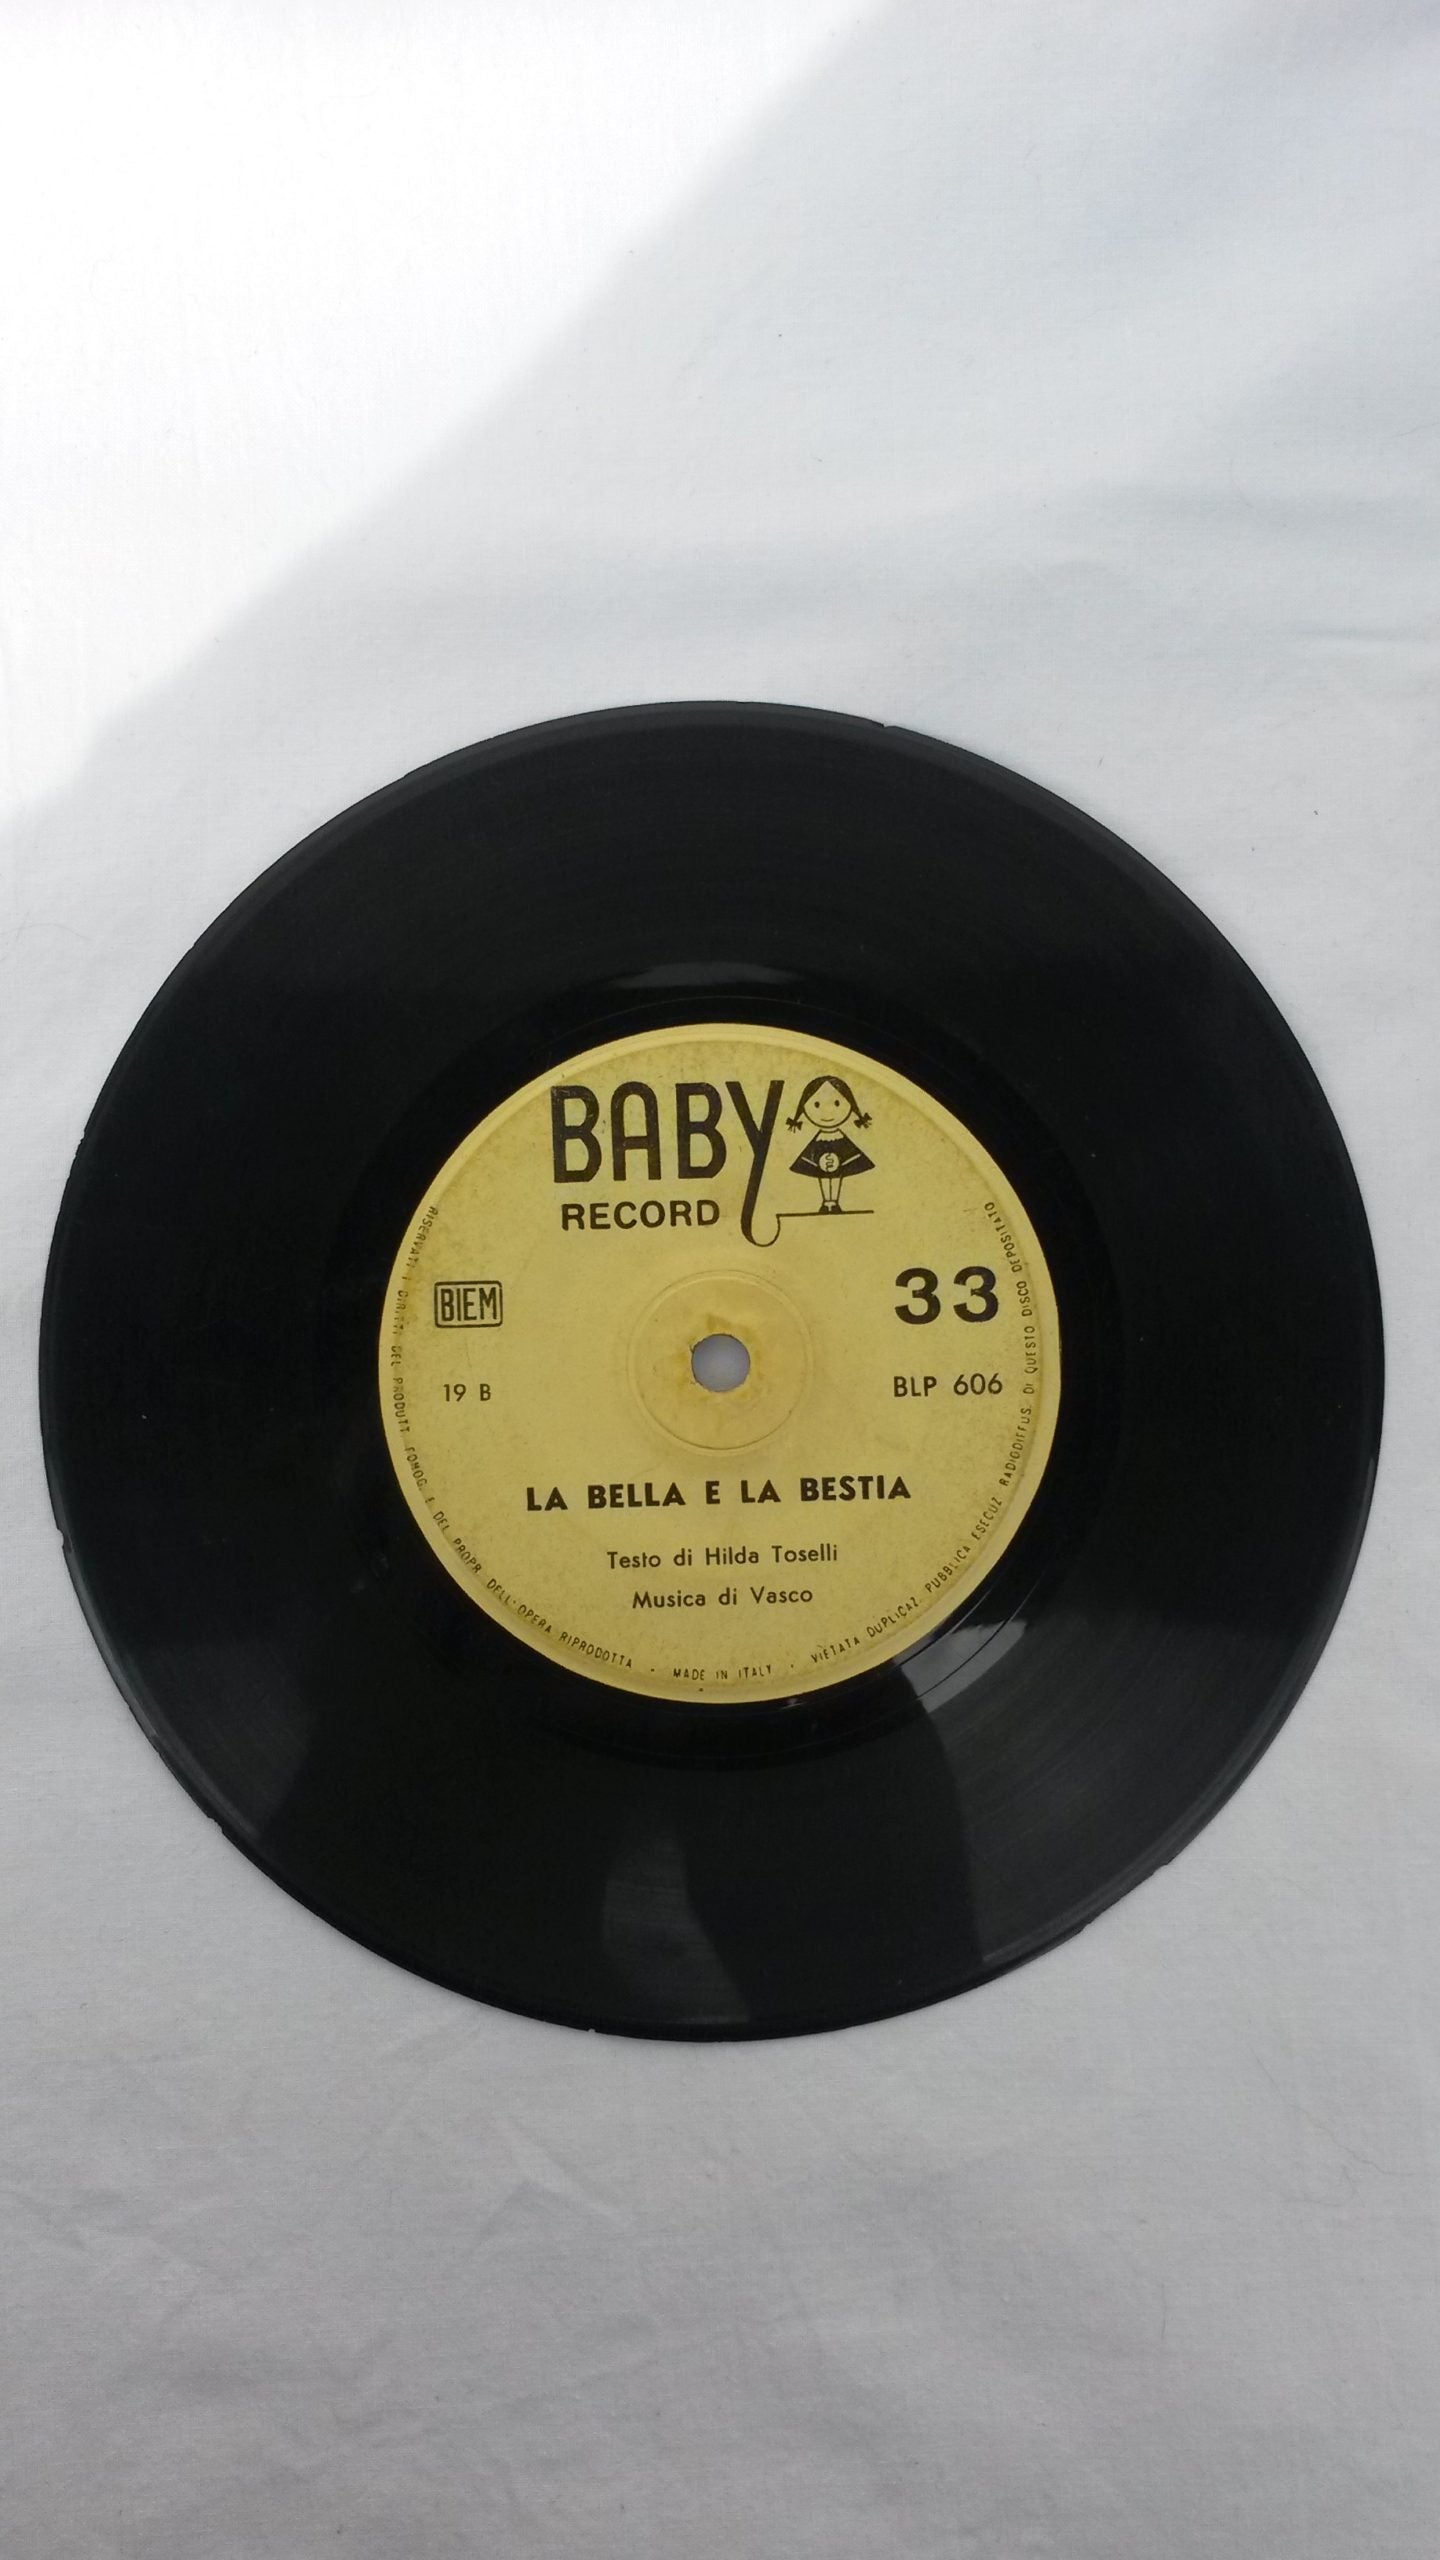 BABY
RECORD
BIEM
33
19 B
BLP 606
LA BELLA E LA BESTIA
Testo di Hilda Toselli
Musica di Vasco
RISERVATI I DIRITTI DEL PRODUTT. FONOG. E DEL PROPR. DELL'OPERA RIPRODOTTA - MADE IN ITALY - VIETATA DUPLICAZ. PUBBLICA ESECUZ. RADIODIFFUS. DI QUESTO DISCO DEPOSITATO